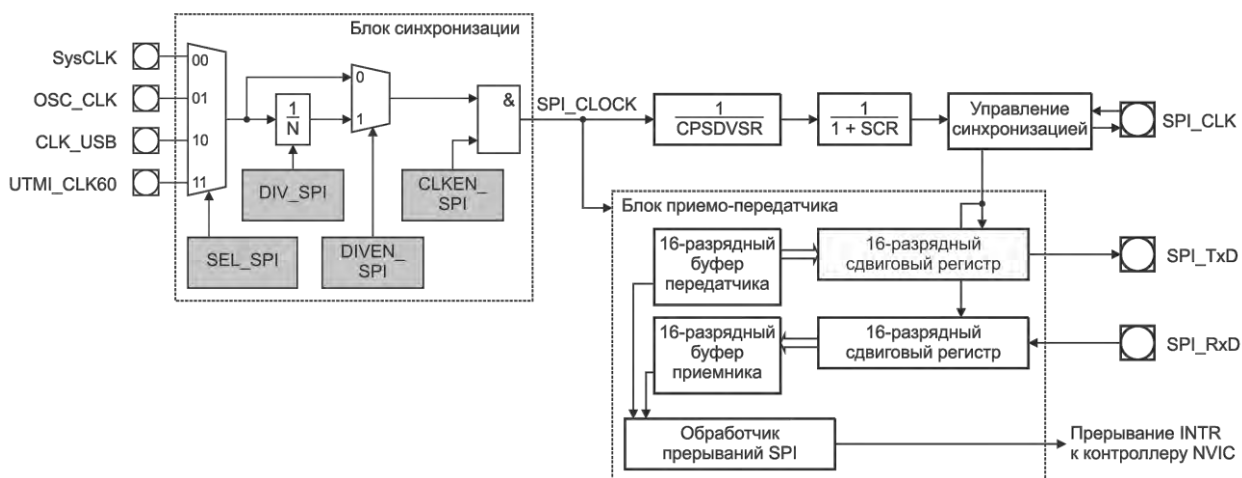 Блок синхронизации
SysCLK
OSC_CLK
CLK_USB
UTMI_CLK60
00
01
10
11
1
N
0
1
&
SEL_SPI
DIV_SPI
DIVEN_
SPI
CLKEN_
SPI
SPI_CLOCK
1
CPSDVSR
1
1 + SCR
Управление
синхронизацией
SPI_CLK
Блок приемо-передатчика
16-разрядный
буфер
передатчика
16-разрядный
сдвиговый регистр
SPI_TxD
16-разрядный
буфер
приемника
16-разрядный
сдвиговый регистр
SPI_RxD
Обработчик
прерываний SPI
Прерывание INTR
к контроллеру NVIC